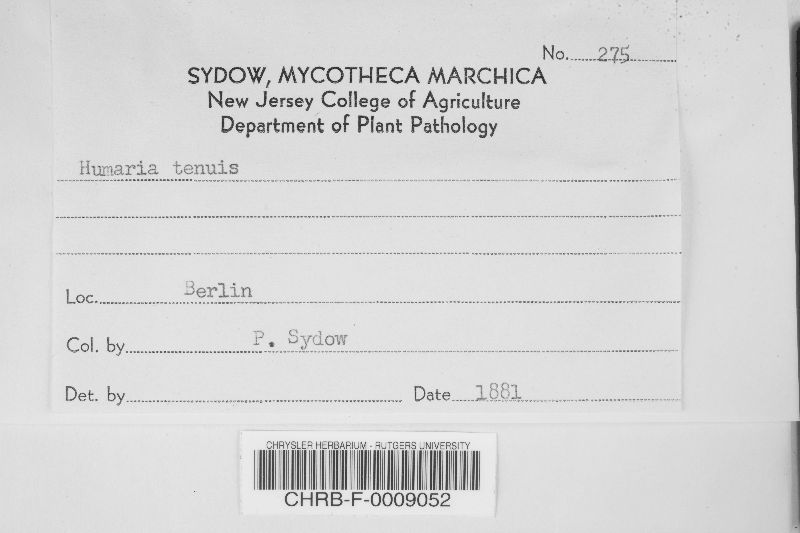 No. 275
SYDOW, MYCOTHECA MARCHICA
New Jersey College of Agriculture
Department of Plant Pathology
Humaria tenuis
Loc. Berlin
Col. by P. Sydow
Det. by Date 1881
CHRYSLER HERBARIUM - RUTGERS UNIVERSITY
CHRB-F-0009052